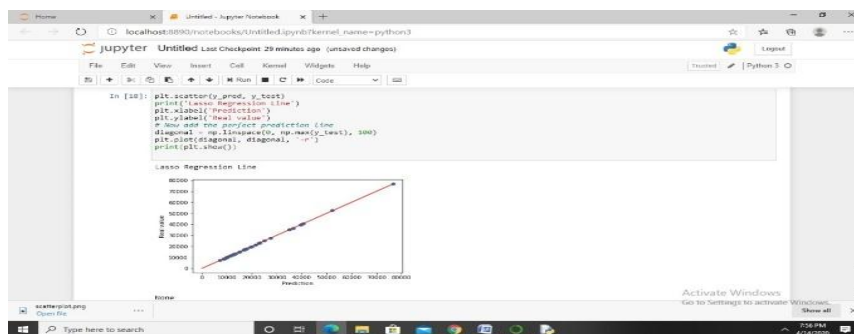 Home
Untitled - Jupyter Notebook
localhost:8890/notebooks/Untitled.ipynb?kernel_name=python3
jupyter Untitled Last Checkpoint: 29 minutes ago (unsaved changes)
Logout
File Edit View Insert Cell Kernel Widgets Help
Trusted Python 3
Run Code
In [18]: plt.scatter(y_pred, y_test)
print('Lasso Regression Line')
plt.xlabel('Prediction')
plt.ylabel('Real value')
# Now add the perfect prediction line
diagonal = np.linspace(0, np.max(y_test), 100)
plt.plot(diagonal, diagonal, '-r')
print(plt.show())
Lasso Regression Line
80000
70000
60000
50000
40000
30000
20000
10000
0
Real value
0 10000 20000 30000 40000 50000 60000 70000 80000
Prediction
None
Activate Windows
Go to Settings to activate Windows.
scatterplot.png
Open file
Show all
Type here to search
7:56 PM
4/14/2020